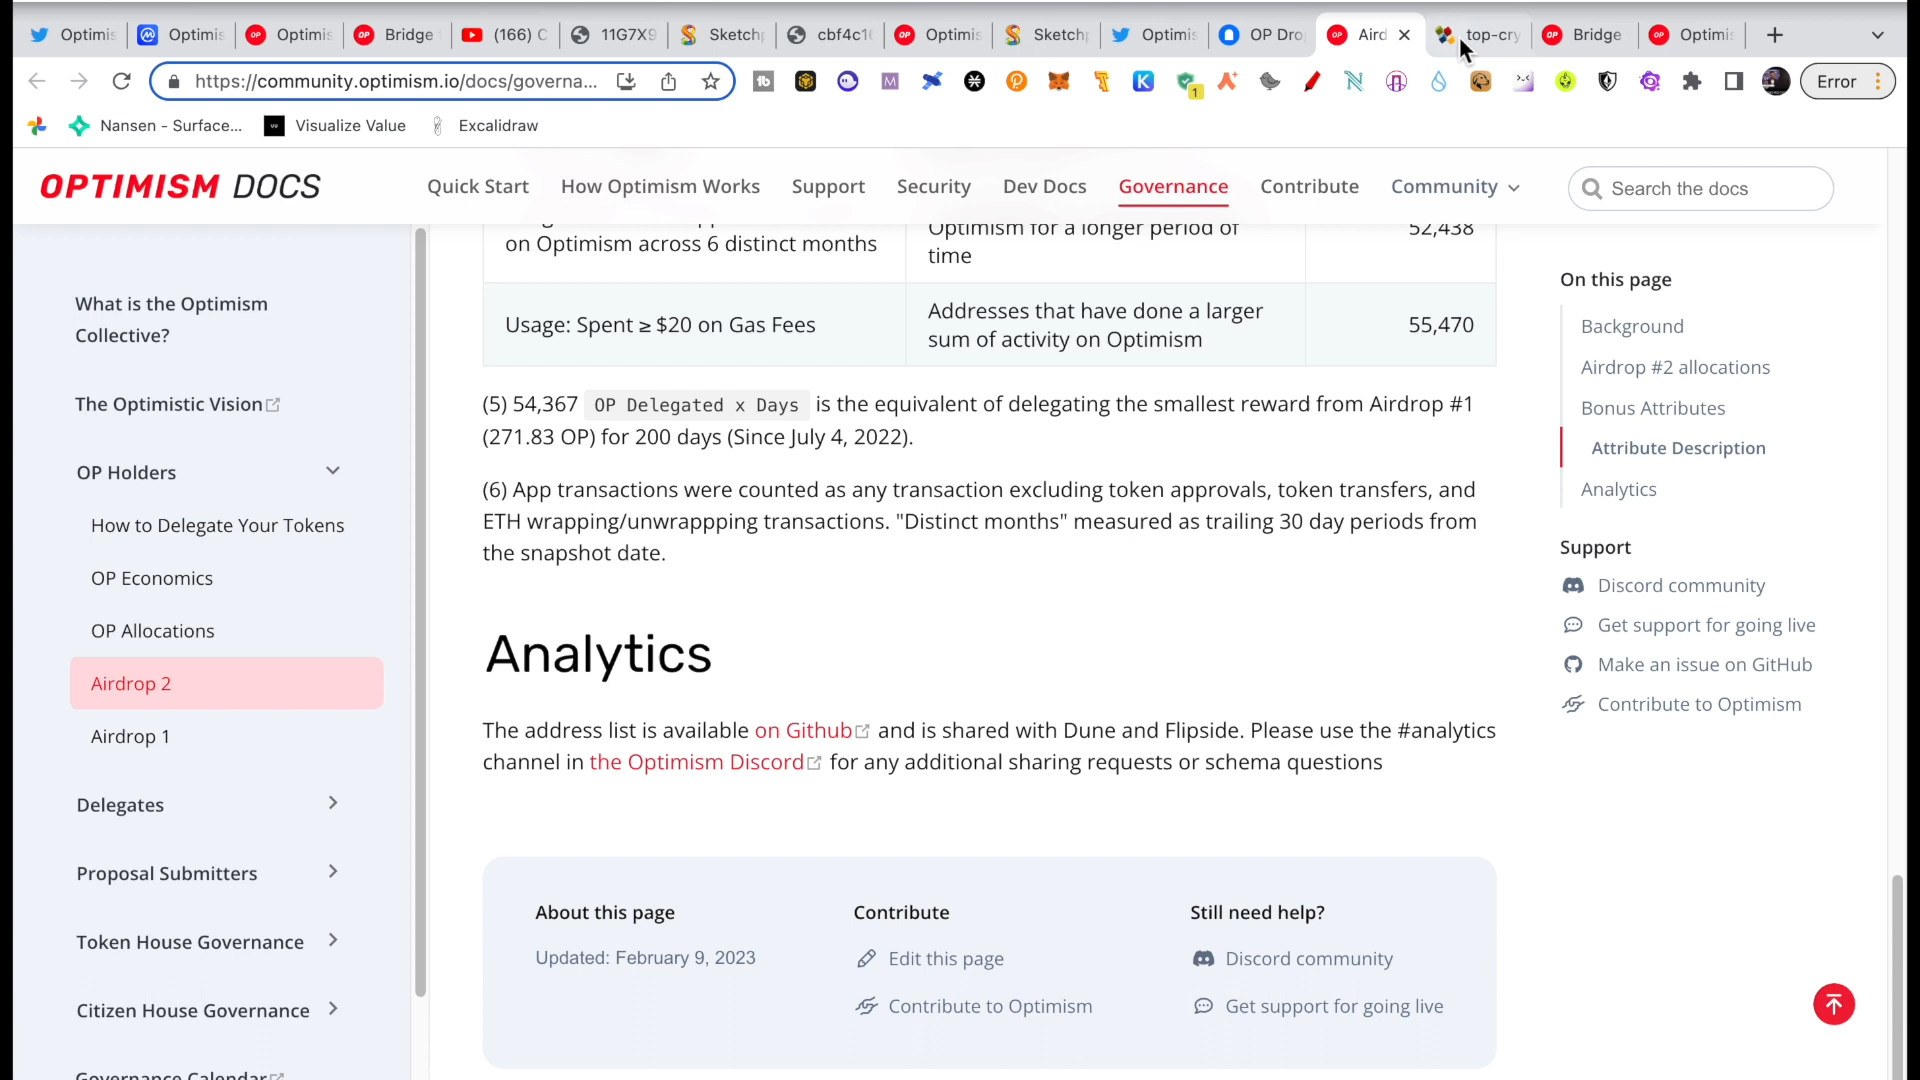 Optimis Optimis Optimis Bridge (166) C 11G7X9 Sketch cbf4c1 Optimis Sketch Optimis OP Dro Aird top-cry Bridge Optimis
https://community.optimism.io/docs/governa... 1 Error
Nansen - Surface... Visualize Value Excalidraw
OPTIMISM DOCS Quick Start How Optimism Works Support Security Dev Docs Governance Contribute Community Search the docs
What is the Optimism
Collective?
The Optimistic Vision
OP Holders
How to Delegate Your Tokens
OP Economics
OP Allocations
Airdrop 2
Airdrop 1
Delegates
Proposal Submitters
Token House Governance
Citizen House Governance
Governance Calendar
on Optimism across 6 distinct months
Optimism for a longer period of
time
52,438
Usage: Spent ≥ $20 on Gas Fees
Addresses that have done a larger
sum of activity on Optimism
55,470
(5) 54,367 OP Delegated x Days is the equivalent of delegating the smallest reward from Airdrop #1
(271.83 OP) for 200 days (Since July 4, 2022).
(6) App transactions were counted as any transaction excluding token approvals, token transfers, and
ETH wrapping/unwrappping transactions. "Distinct months" measured as trailing 30 day periods from
the snapshot date.
Analytics
The address list is available on Github and is shared with Dune and Flipside. Please use the #analytics
channel in the Optimism Discord for any additional sharing requests or schema questions
About this page
Updated: February 9, 2023
Contribute
Edit this page
Contribute to Optimism
Still need help?
Discord community
Get support for going live
On this page
Background
Airdrop #2 allocations
Bonus Attributes
Attribute Description
Analytics
Support
Discord community
Get support for going live
Make an issue on GitHub
Contribute to Optimism